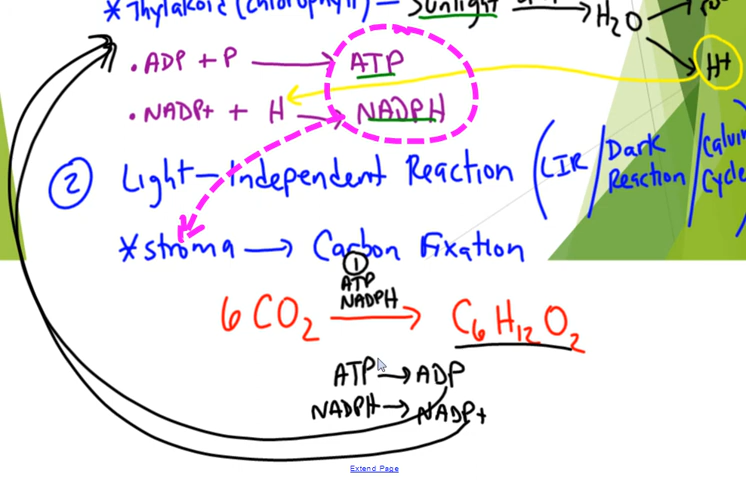 * Thylakoid (Chlorophyll) — Sunlight → H2O
• ADP + P → ATP
H+
• NADP+ + H → NADPH
② Light-Independent Reaction (LIR / Dark Reaction / Calvin Cycle)
* stroma → Carbon Fixation
①
ATP
NADPH
6 CO2 → C6 H12 O2
ATP → ADP
NADPH → NADP+
Extend Page